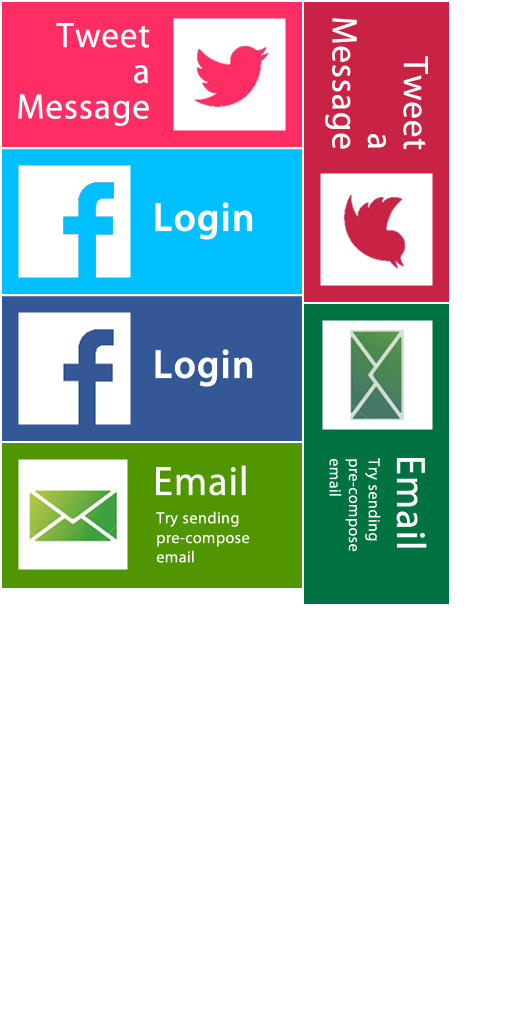 Tweet
a
Message
Login
Login
Email
Try sending
pre-compose
email
Tweet
a
Message
Email
Try sending
pre-compose
email